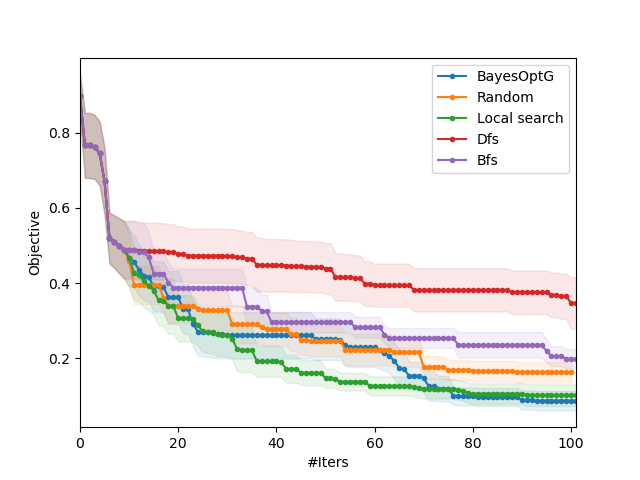 BayesOptG
Random
Local search
Dfs
Bfs
Objective
0.8
0.6
0.4
0.2
0 20 40 60 80 100
#Iters